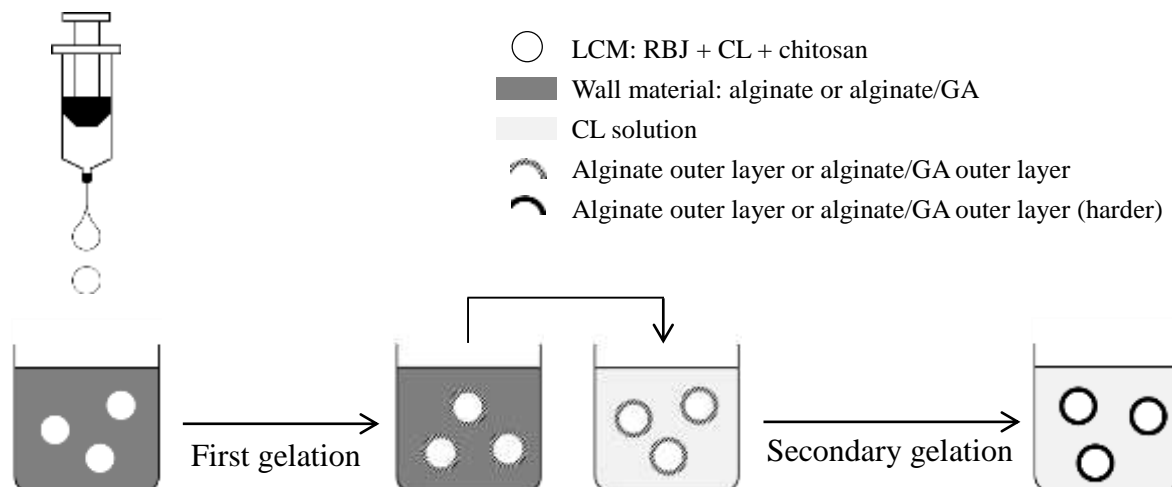 LCM: RBJ + CL + chitosan
Wall material: alginate or alginate/GA
CL solution
Alginate outer layer or alginate/GA outer layer
Alginate outer layer or alginate/GA outer layer (harder)
First gelation
Secondary gelation